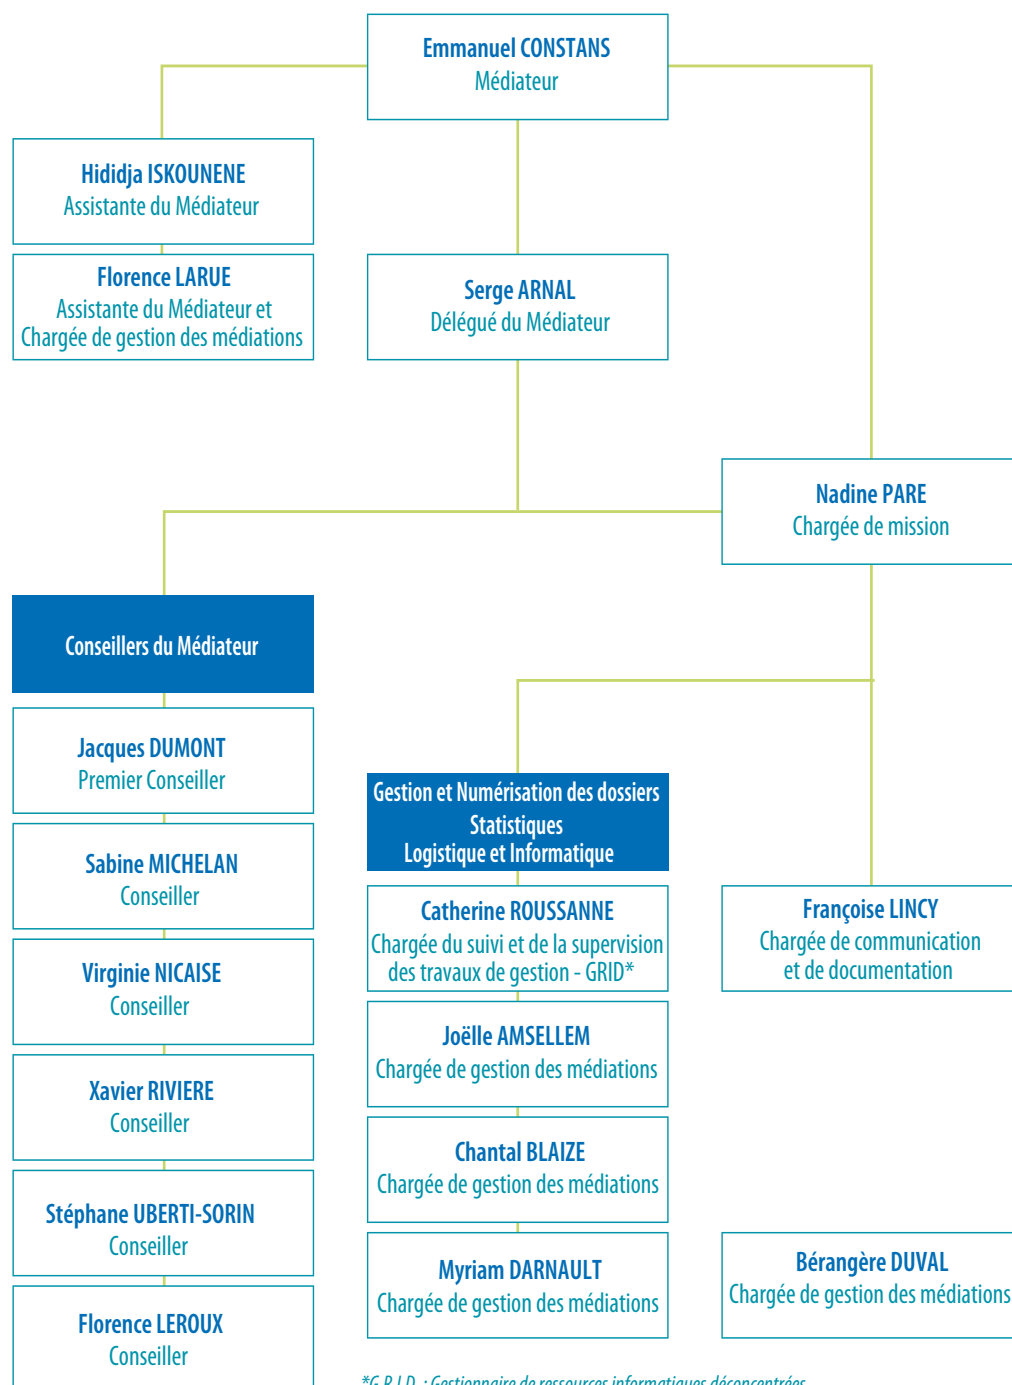 Emmanuel CONSTANS
Médiateur
Hididja ISKOUNENE
Assistante du Médiateur
Florence LARUE
Assistante du Médiateur et
Chargée de gestion des médiations
Serge ARNAL
Délégué du Médiateur
Nadine PARE
Chargée de mission
Conseillers du Médiateur
Jacques DUMONT
Premier Conseiller
Sabine MICHELAN
Conseiller
Virginie NICAISE
Conseiller
Xavier RIVIERE
Conseiller
Stéphane UBERTI-SORIN
Conseiller
Florence LEROUX
Conseiller
Gestion et Numérisation des dossiers
Statistiques
Logistique et Informatique
Catherine ROUSSANNE
Chargée du suivi et de la supervision
des travaux de gestion - GRID*
Joëlle AMSELLEM
Chargée de gestion des médiations
Chantal BLAIZE
Chargée de gestion des médiations
Myriam DARNAULT
Chargée de gestion des médiations
Françoise LINCY
Chargée de communication
et de documentation
Bérangère DUVAL
Chargée de gestion des médiations
*G.R.I.D. : Gestionnaire de ressources informatiques déconcentrées